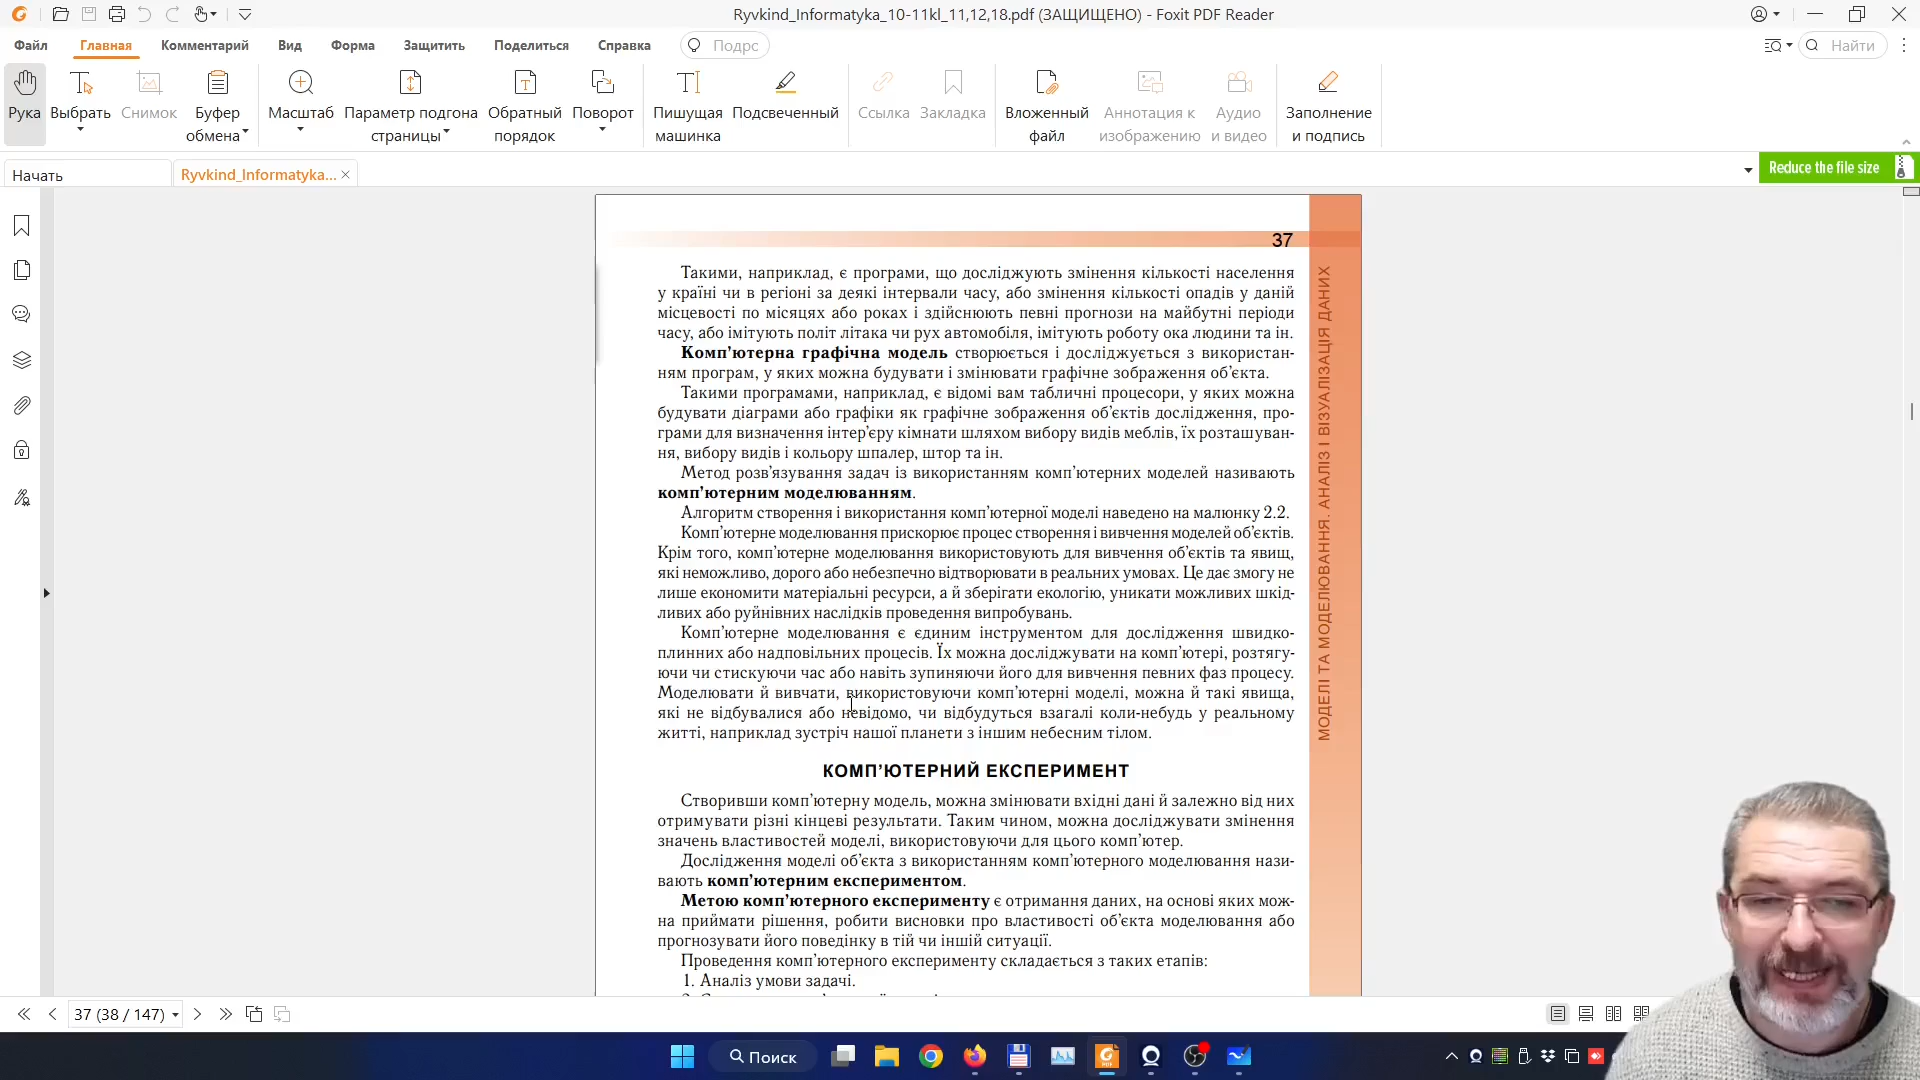 Ryvkind_Informatyka_10-11kl_11,12,18.pdf (ЗАЩИЩЕНО) - Foxit PDF Reader
Файл Главная Комментарий Вид Форма Защитить Поделиться Справка Подрс Найти
Рука Выбрать Снимок Буфер обмена Масштаб Параметр подгона страницы Обратный порядок Поворот Пишущая машинка Подсвеченный Ссылка Закладка Вложенный файл Аннотация к изображению Аудио и видео Заполнение и подпись
Начать Ryvkind_Informatyka... Reduce the file size
37
Такими, наприклад, є програми, що досліджують змінення кількості населення
у країні чи в регіоні за деякі інтервали часу, або змінення кількості опадів у даній
місцевості по місяцях або роках і здійснюють певні прогнози на майбутні періоди
часу, або імітують політ літака чи рух автомобіля, імітують роботу ока людини та ін.
Комп'ютерна графічна модель створюється і досліджується з використан-
ням програм, у яких можна будувати і змінювати графічне зображення об'єкта.
Такими програмами, наприклад, є відомі вам табличні процесори, у яких можна
будувати діаграми або графіки як графічне зображення об'єктів дослідження, про-
грами для визначення інтер'єру кімнати шляхом вибору видів меблів, їх розташуван-
ня, вибору видів і кольору шпалер, штор та ін.
Метод розв'язування задач із використанням комп'ютерних моделей називають
комп'ютерним моделюванням.
Алгоритм створення і використання комп'ютерної моделі наведено на малюнку 2.2.
Комп'ютерне моделювання прискорює процес створення і вивчення моделей об'єктів.
Крім того, комп'ютерне моделювання використовують для вивчення об'єктів та явищ,
які неможливо, дорого або небезпечно відтворювати в реальних умовах. Це дає змогу не
лише економити матеріальні ресурси, а й зберігати екологію, уникати можливих шкід-
ливих або руйнівних наслідків проведення випробувань.
Комп'ютерне моделювання є єдиним інструментом для дослідження швидко-
плинних або надповільних процесів. Їх можна досліджувати на комп'ютері, розтягу-
ючи чи стискуючи час або навіть зупиняючи його для вивчення певних фаз процесу.
Моделювати й вивчати, використовуючи комп'ютерні моделі, можна й такі явища,
які не відбувалися або невідомо, чи відбудуться взагалі коли-небудь у реальному
житті, наприклад зустріч нашої планети з іншим небесним тілом.
КОМП'ЮТЕРНИЙ ЕКСПЕРИМЕНТ
Створивши комп'ютерну модель, можна змінювати вхідні дані й залежно від них
отримувати різні кінцеві результати. Таким чином, можна досліджувати змінення
значень властивостей моделі, використовуючи для цього комп'ютер.
Дослідження моделі об'єкта з використанням комп'ютерного моделювання нази-
вають комп'ютерним експериментом.
Метою комп'ютерного експерименту є отримання даних, на основі яких мож-
на приймати рішення, робити висновки про властивості об'єкта моделювання або
прогнозувати його поведінку в тій чи іншій ситуації.
Проведення комп'ютерного експерименту складається з таких етапів:
1. Аналіз умови задачі.
МОДЕЛІ ТА МОДЕЛЮВАННЯ. АНАЛІЗ І ВІЗУАЛІЗАЦІЯ ДАНИХ
37 (38 / 147)
Поиск